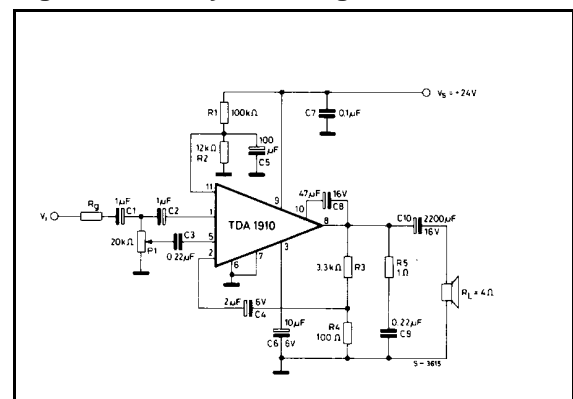 Vs = +24V
R1
100kΩ
C7
0.1µF
12kΩ
R2
100
µF
C5
47µF
16V
C8
10
11
9
Rg
1µF
C1
1µF
C2
1
TDA 1910
8
C10
2200µF
16V
Vi
20kΩ
P1
C3
0.22µF
5
2
6
7
3
3.3kΩ
R3
R5
1Ω
RL = 4Ω
2µF
6V
C4
10µF
C6
6V
R4
100Ω
0.22µF
C9
S-3615